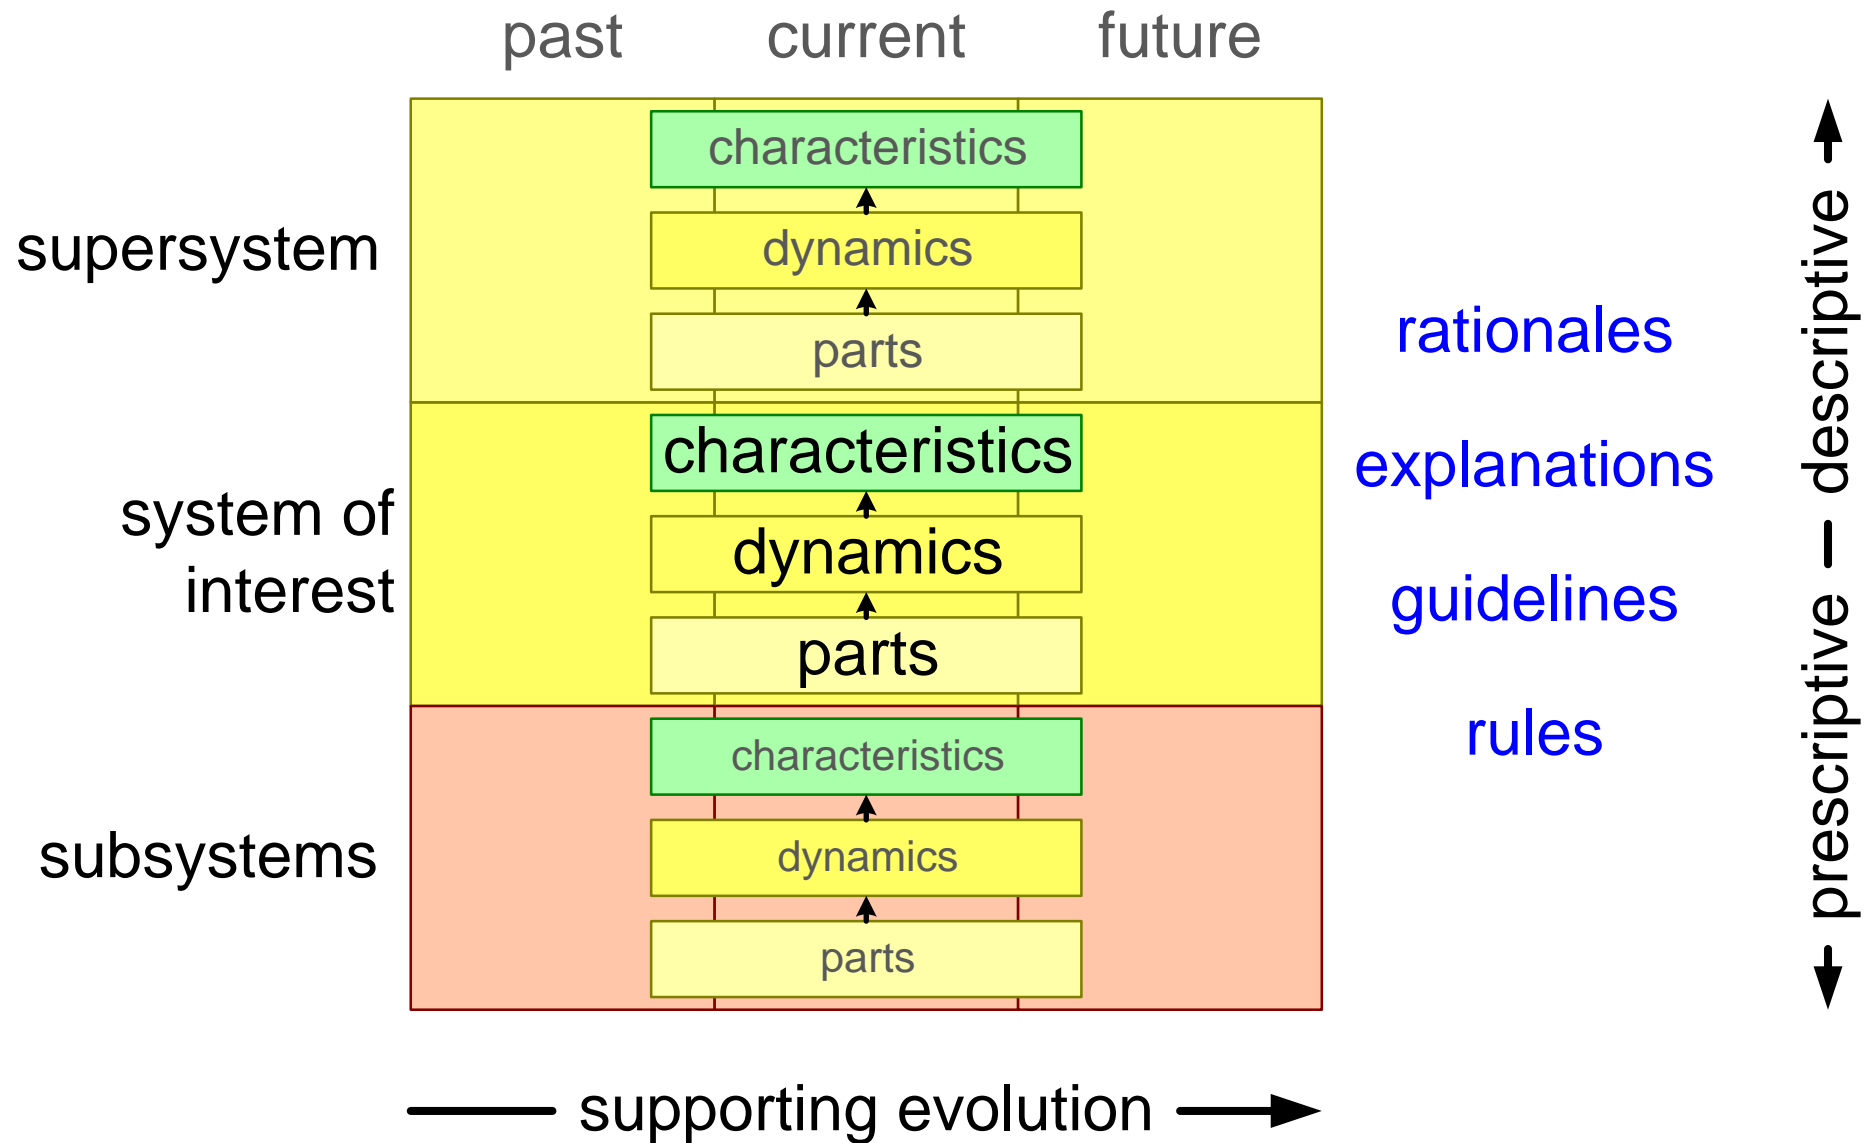 past current future
characteristics
supersystem
dynamics
rationales
parts
characteristics
explanations
system of
interest
dynamics
guidelines
parts
rules
characteristics
subsystems
dynamics
parts
prescriptive – descriptive
supporting evolution